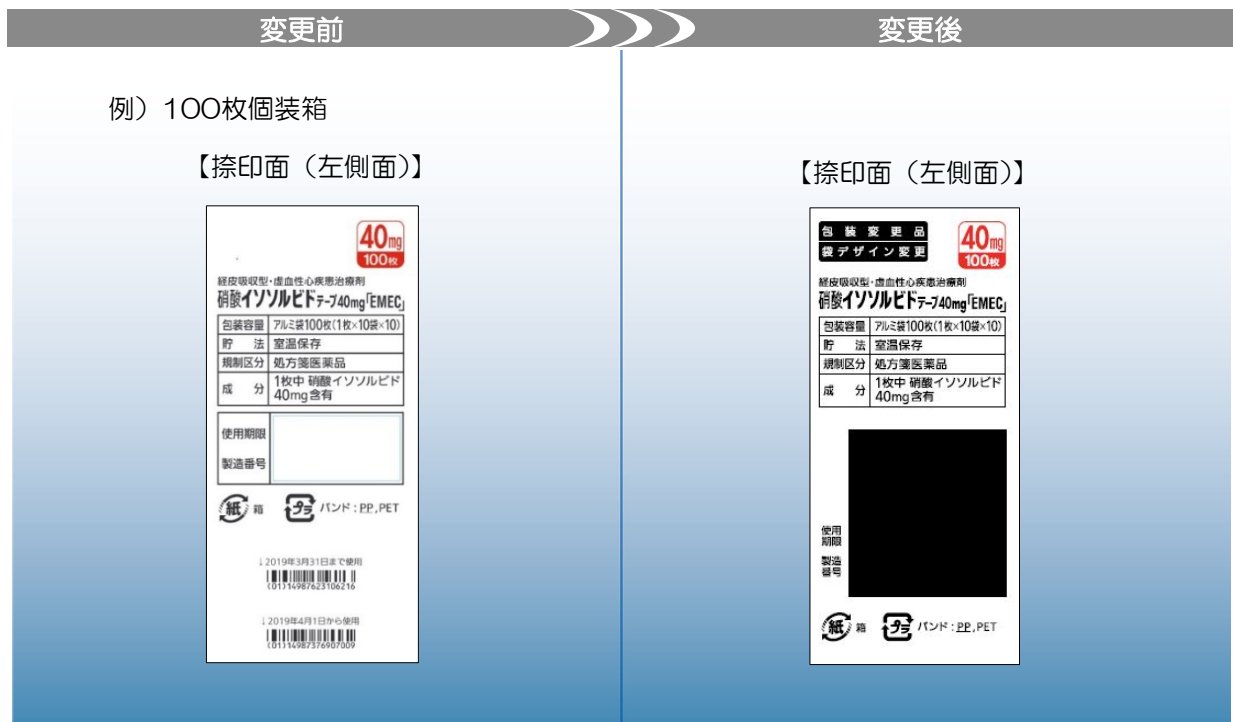 変更前
変更後
例）100枚個装箱
【捺印面（左側面）】
40mg
100枚
経皮吸収型・虚血性心疾患治療剤
硝酸イソソルビドテープ40mg「EMEC」
包装容量 アルミ袋100枚(1枚×10袋×10)
貯 法 室温保存
規制区分 処方箋医薬品
成 分 1枚中 硝酸イソソルビド
40mg含有
使用期限
製造番号
紙 箱 プラ バンド：PP,PET
↓2019年3月31日まで使用
(01)14987623106216
↓2019年4月1日から使用
(01)14987376907009
【捺印面（左側面）】
包装変更品
袋デザイン変更
40mg
100枚
経皮吸収型・虚血性心疾患治療剤
硝酸イソソルビドテープ40mg「EMEC」
包装容量 アルミ袋100枚(1枚×10袋×10)
貯 法 室温保存
規制区分 処方箋医薬品
成 分 1枚中 硝酸イソソルビド
40mg含有
使用
期限
製造
番号
紙 箱 プラ バンド：PP,PET